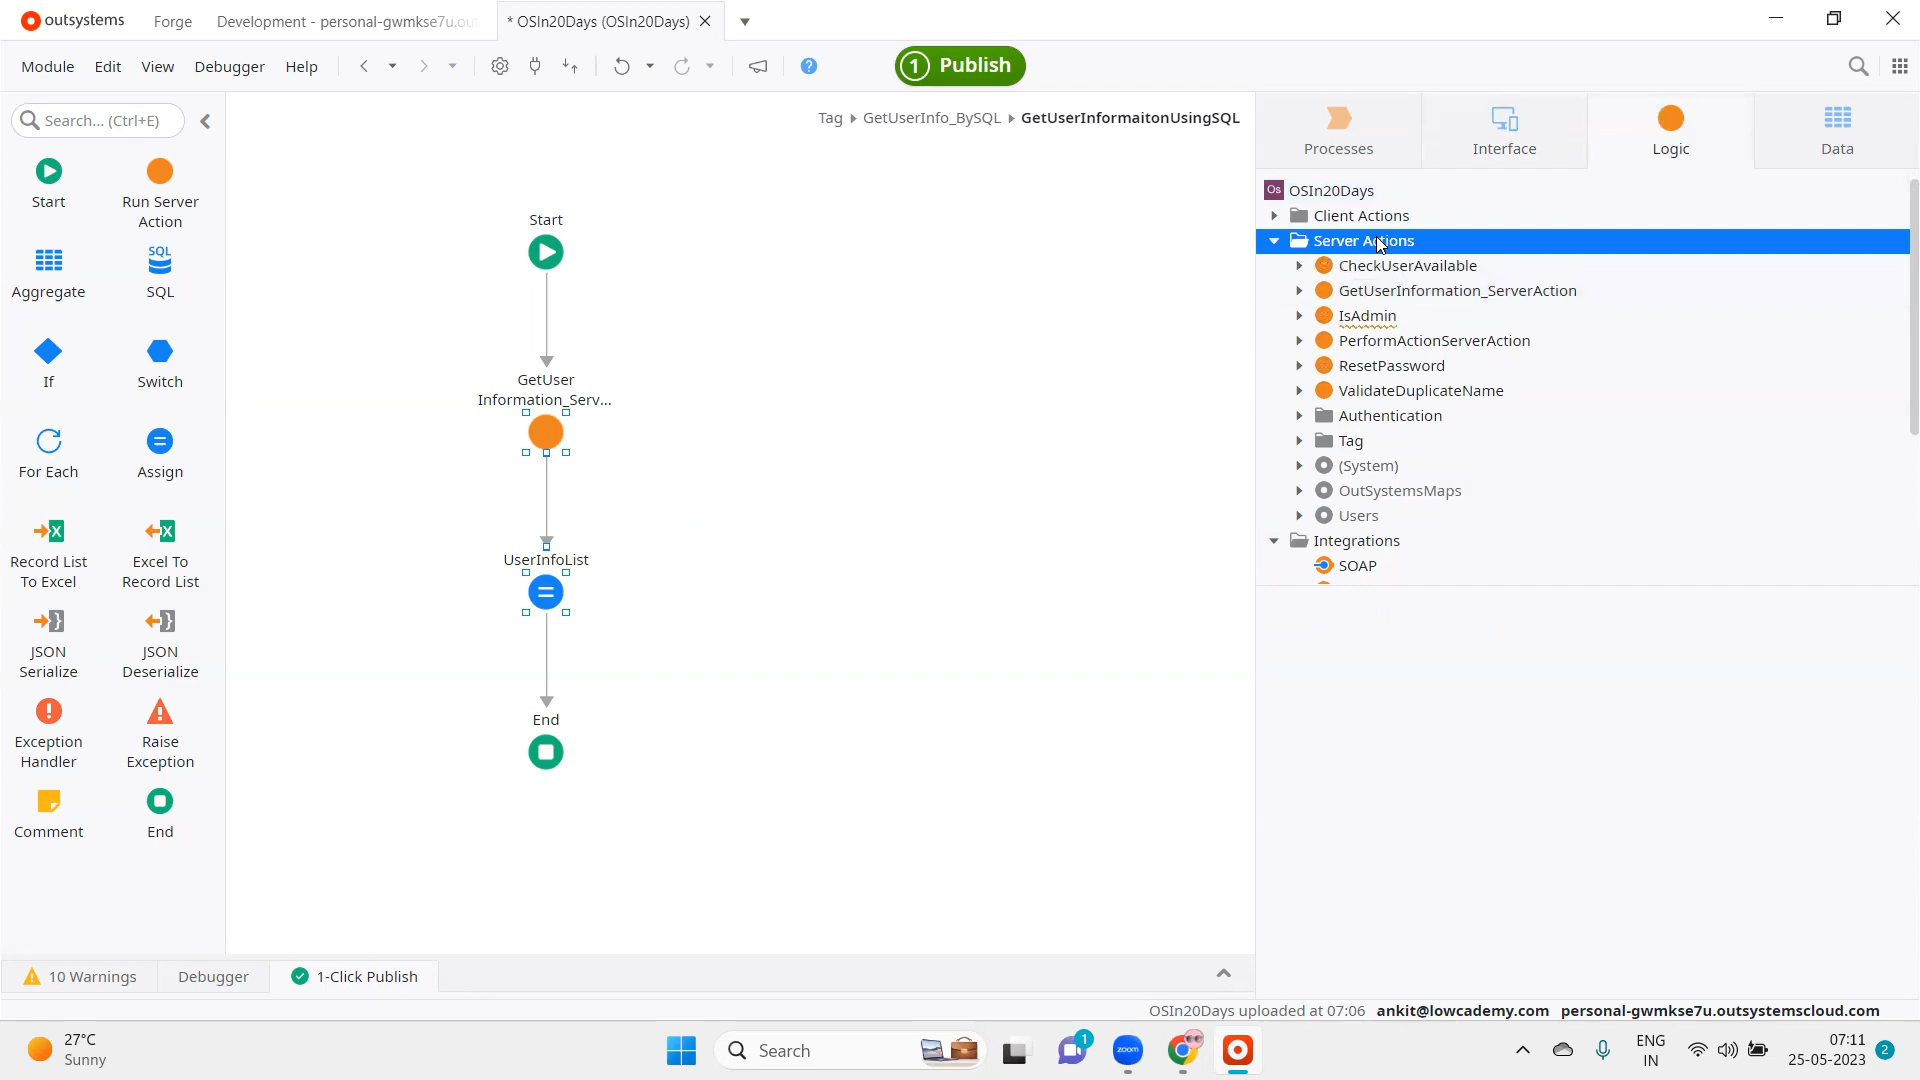 outsystems
Forge
Development - personal-gwmkse7u.ou
* OSIn20Days (OSIn20Days)
Module
Edit
View
Debugger
Help
?
1
Publish
Search... (Ctrl+E)
Start
Run Server
Action
SQL
Aggregate
SQL
If
Switch
For Each
Assign
Record List
To Excel
Excel To
Record List
JSON
Serialize
JSON
Deserialize
Exception
Handler
Raise
Exception
Comment
End
Tag
GetUserInfo_BySQL
GetUserInformaitonUsingSQL
Start
GetUser
Information_Serv...
UserInfoList
End
Processes
Interface
Logic
Data
Os
OSIn20Days
Client Actions
Server Actions
CheckUserAvailable
GetUserInformation_ServerAction
IsAdmin
PerformActionServerAction
ResetPassword
ValidateDuplicateName
Authentication
Tag
(System)
OutSystemsMaps
Users
Integrations
SOAP
10 Warnings
Debugger
1-Click Publish
OSIn20Days uploaded at 07:06
ankit@lowcademy.com
personal-gwmkse7u.outsystemscloud.com
27°C
Sunny
Search
1
zoom
ENG
IN
07:11
25-05-2023
2